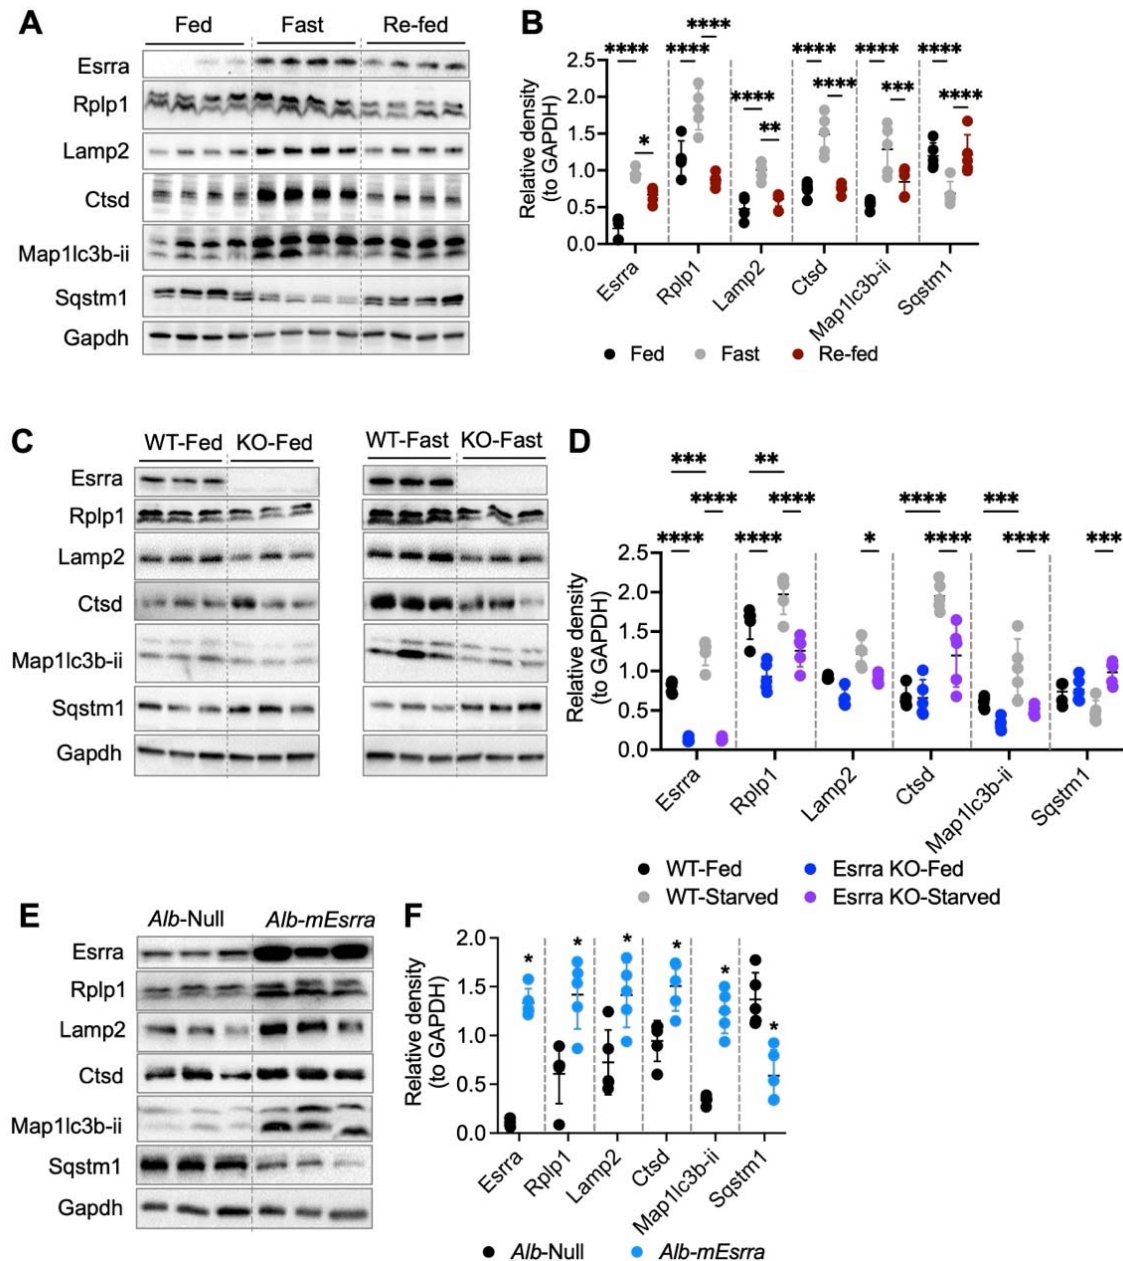 A
Fed Fast Re-fed
Esrra
Rplp1
Lamp2
Ctsd
Map1lc3b-ii
Sqstm1
Gapdh
B
****
**** **** **** **** ****
**** *** ****
**** **
*
Relative density
(to GAPDH)
2.5
2.0
1.5
1.0
0.5
0.0
Esrra Rplp1 Lamp2 Ctsd Map1lc3b-ii Sqstm1
Fed Fast Re-fed
C
WT-Fed KO-Fed WT-Fast KO-Fast
Esrra
Rplp1
Lamp2
Ctsd
Map1lc3b-ii
Sqstm1
Gapdh
D
*** **
**** **** **** ***
**** **** * **** **** ***
Relative density
(to GAPDH)
2.5
2.0
1.5
1.0
0.5
0.0
Esrra Rplp1 Lamp2 Ctsd Map1lc3b-ii Sqstm1
WT-Fed Esrra KO-Fed
WT-Starved Esrra KO-Starved
E
Alb-Null Alb-mEsrra
Esrra
Rplp1
Lamp2
Ctsd
Map1lc3b-ii
Sqstm1
Gapdh
F
* * * * * *
Relative density
(to GAPDH)
2.0
1.5
1.0
0.5
0.0
Esrra Rplp1 Lamp2 Ctsd Map1lc3b-ii Sqstm1
Alb-Null Alb-mEsrra